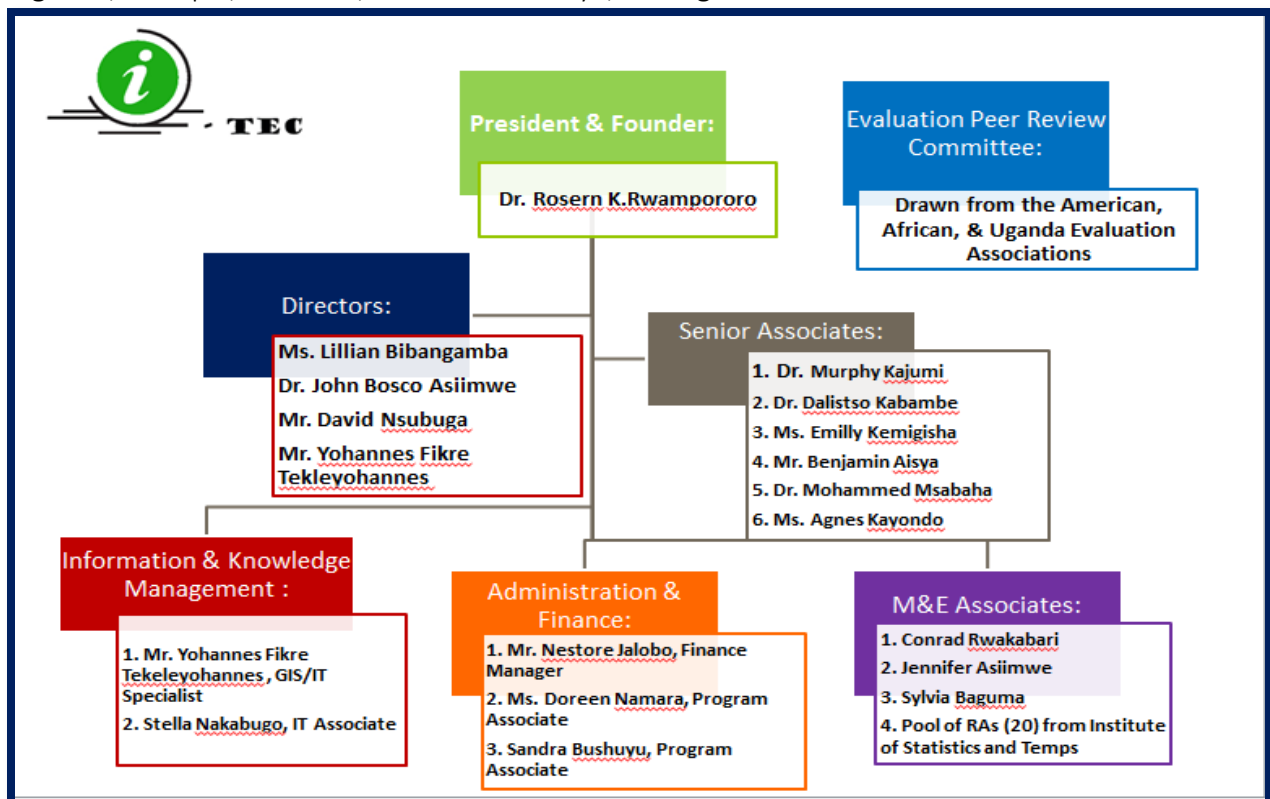 i
- TEC
President & Founder:
Dr. Rosern K.Rwampororo
Evaluation Peer Review
Committee:
Drawn from the American,
African, & Uganda Evaluation
Associations
Directors:
Ms. Lillian Bibangamba
Dr. John Bosco Asiimwe
Mr. David Nsubuga
Mr. Yohannes Fikre
Tekleyohannes
Senior Associates:
1. Dr. Murphy Kajumi
2. Dr. Dalistso Kabambe
3. Ms. Emilly Kemigisha
4. Mr. Benjamin Aisya
5. Dr. Mohammed Msabaha
6. Ms. Agnes Kayondo
Information & Knowledge
Management :
1. Mr. Yohannes Fikre
Tekeleyohannes , GIS/IT
Specialist
2. Stella Nakabugo, IT Associate
Administration &
Finance:
1. Mr. Nestore Jalobo, Finance
Manager
2. Ms. Doreen Namara, Program
Associate
3. Sandra Bushuyu, Program
Associate
M&E Associates:
1. Conrad Rwakabari
2. Jennifer Asiimwe
3. Sylvia Baguma
4. Pool of RAs (20) from Institute
of Statistics and Temps